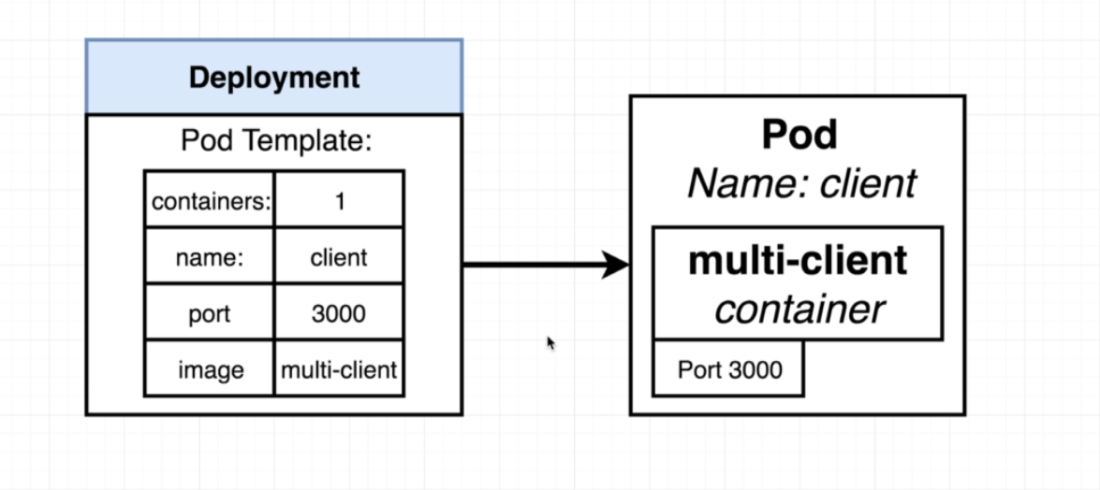 Deployment
Pod Template:
containers: 1
name: client
port 3000
image multi-client
Pod
Name: client
multi-client
container
Port 3000